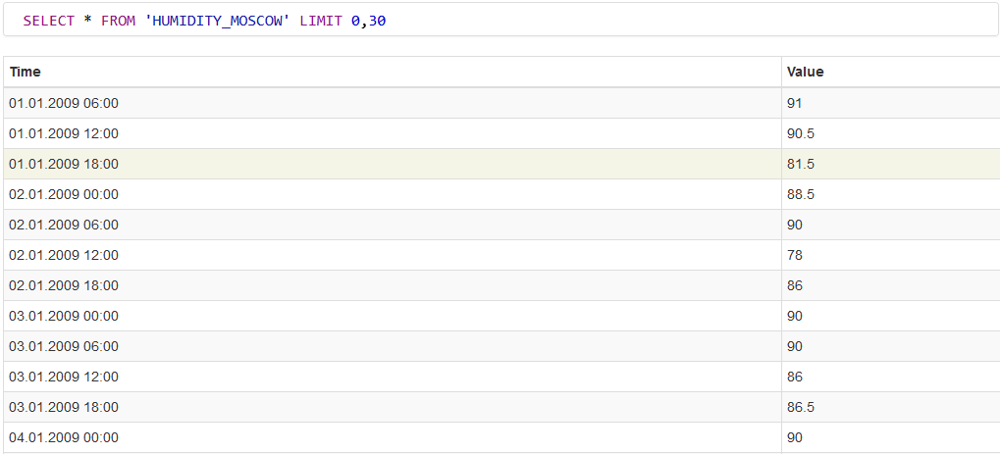 SELECT * FROM 'HUMIDITY_MOSCOW' LIMIT 0,30
Time Value
01.01.2009 06:00 91
01.01.2009 12:00 90.5
01.01.2009 18:00 81.5
02.01.2009 00:00 88.5
02.01.2009 06:00 90
02.01.2009 12:00 78
02.01.2009 18:00 86
03.01.2009 00:00 90
03.01.2009 06:00 90
03.01.2009 12:00 86
03.01.2009 18:00 86.5
04.01.2009 00:00 90